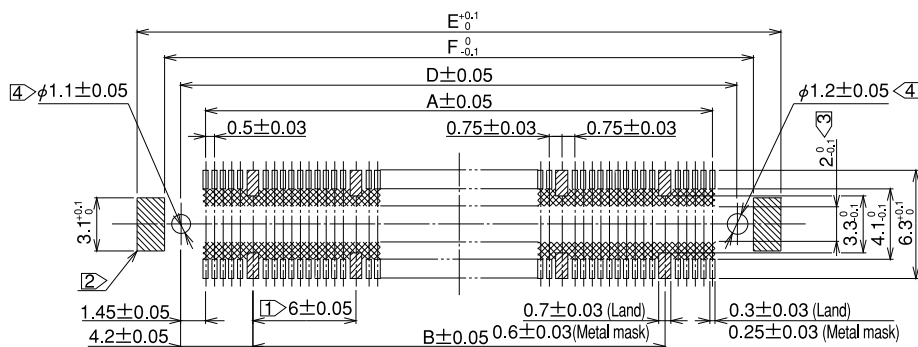 E+0.1 0
F 0 -0.1
D±0.05
4 φ1.1±0.05
φ1.2±0.05 4
A±0.05
0.5±0.03
0.75±0.03
0.75±0.03
3
2 0 -0.1
3.1+0.1 0
3.3 0 -0.1
4.1 0 -0.1
6.3+0.1 0
2
1.45±0.05
1 6±0.05
0.7±0.03 (Land)
0.3±0.03 (Land)
4.2±0.05
B±0.05
0.6±0.03(Metal mask)
0.25±0.03(Metal mask)